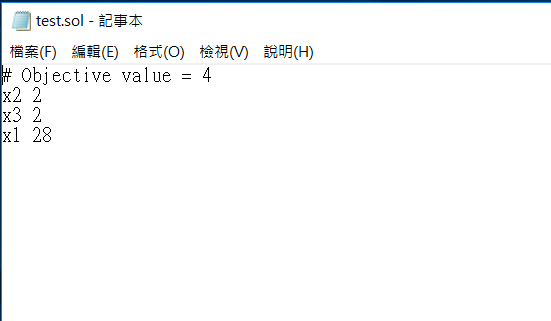 test.sol - 記事本
檔案(F) 編輯(E) 格式(O) 檢視(V) 說明(H)
# Objective value = 4
x2 2
x3 2
x1 28